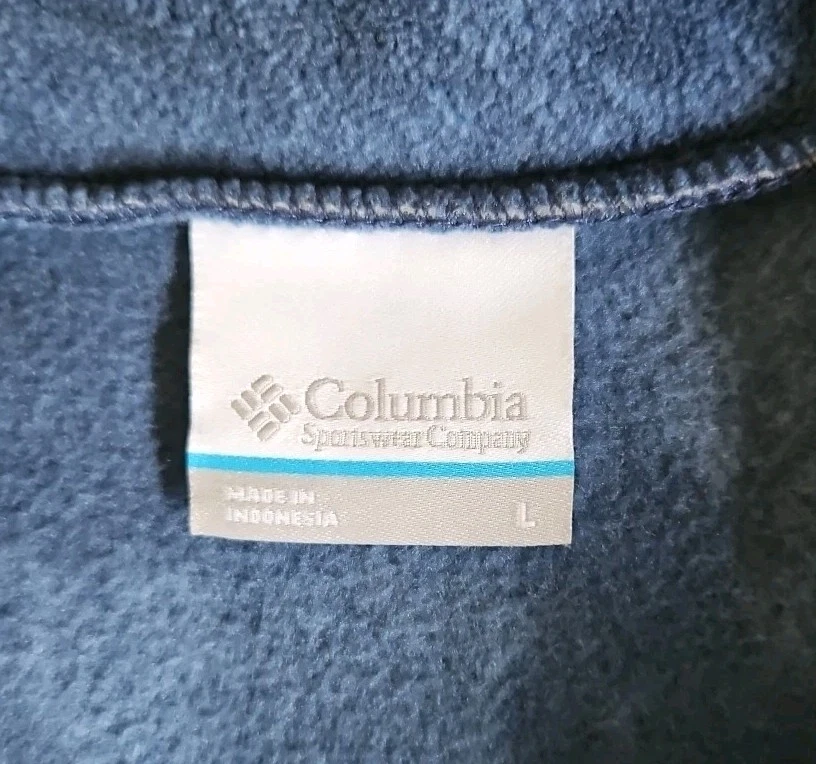 Columbia
Sportswear Company
MADE IN
INDONESIA
L